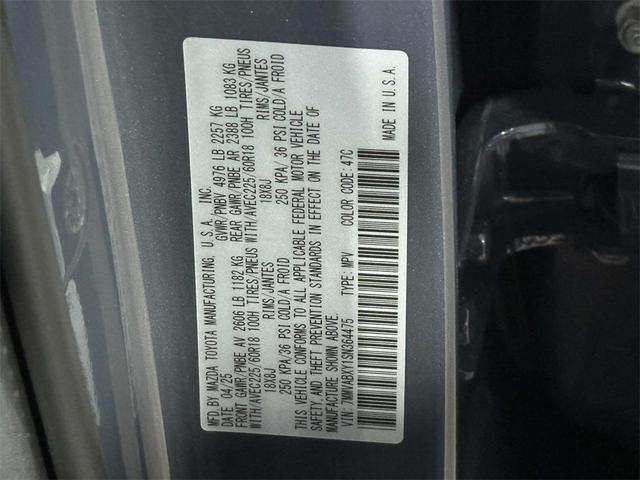 MFD.BY MAZDA TOYOTA MANUFACTURING, U.S.A. INC.
DATE 04/25 GVWR/PNBV 4976 LB 2257 KG
FRONT GAWR/PNBE AV 2606 LB 1182 KG REAR GAWR/PNBE AR 2388 LB 1083 KG
WITH/AVEC225/60R18 100H TIRES/PNEUS WITH/AVEC225/60R18 100H TIRES/PNEUS
18X8J RIMS/JANTES 18X8J RIMS/JANTES
250 KPA/36 PSI COLD/A FROID 250 KPA/36 PSI COLD/A FROID
THIS VEHICLE CONFORMS TO ALL APPLICABLE FEDERAL MOTOR VEHICLE
SAFETY AND THEFT PREVENTION STANDARDS IN EFFECT ON THE DATE OF
MANUFACTURE SHOWN ABOVE.
VIN: 7MMVABXY1SN364475 TYPE: MPV COLOR CODE: 47C
MADE IN U.S.A.